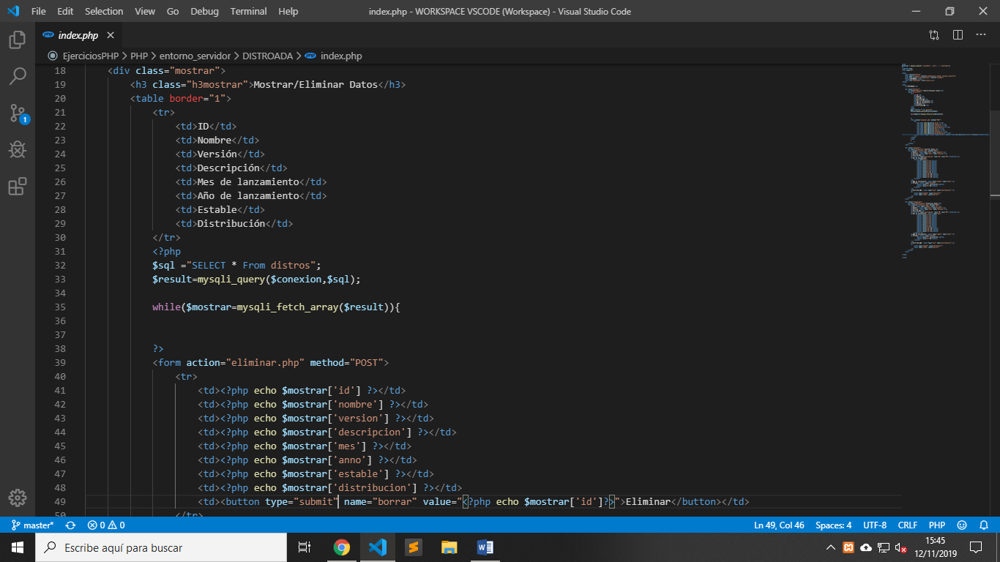 File Edit Selection View Go Debug Terminal Help index.php - WORKSPACE VSCODE (Workspace) - Visual Studio Code
index.php
EjerciciosPHP > PHP > entorno_servidor > DISTROADA > index.php
18 <div class="mostrar">
19 <h3 class="h3mostrar">Mostrar/Eliminar Datos</h3>
20 <table border="1">
21 <tr>
22 <td>ID</td>
23 <td>Nombre</td>
24 <td>Versión</td>
25 <td>Descripción</td>
26 <td>Mes de lanzamiento</td>
27 <td>Año de lanzamiento</td>
28 <td>Estable</td>
29 <td>Distribución</td>
30 </tr>
31 <?php
32 $sql ="SELECT * From distros";
33 $result=mysqli_query($conexion,$sql);
34
35 while($mostrar=mysqli_fetch_array($result)){
36
37
38 ?>
39 <form action="eliminar.php" method="POST">
40 <tr>
41 <td><?php echo $mostrar['id'] ?></td>
42 <td><?php echo $mostrar['nombre'] ?></td>
43 <td><?php echo $mostrar['version'] ?></td>
44 <td><?php echo $mostrar['descripcion'] ?></td>
45 <td><?php echo $mostrar['mes'] ?></td>
46 <td><?php echo $mostrar['anno'] ?></td>
47 <td><?php echo $mostrar['estable'] ?></td>
48 <td><?php echo $mostrar['distribucion'] ?></td>
49 <td><button type="submit" name="borrar" value="<?php echo $mostrar['id']?>">Eliminar</button></td>
50 </tr>
1
master* 0 0 Ln 49, Col 46 Spaces: 4 UTF-8 CRLF PHP
Escribe aquí para buscar
15:45
12/11/2019